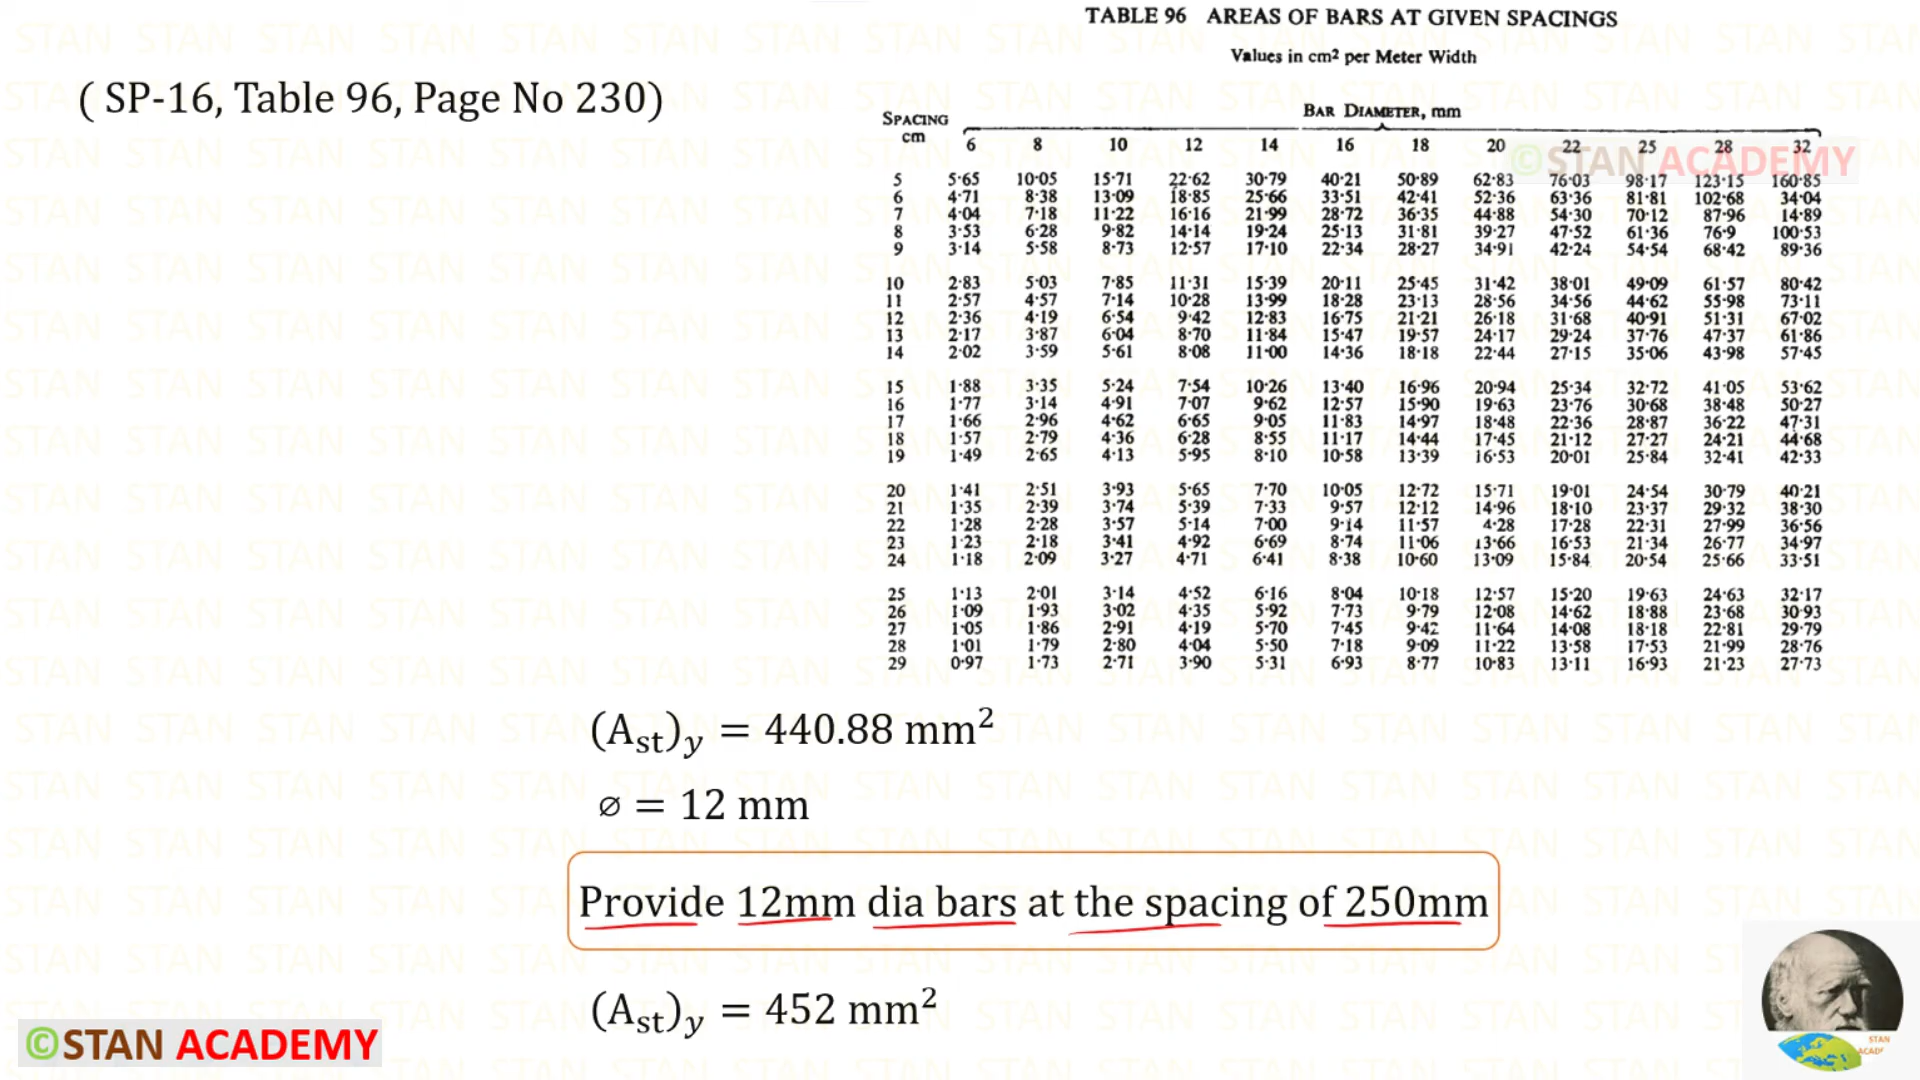 ( SP-16, Table 96, Page No 230)
TABLE 96 AREAS OF BARS AT GIVEN SPACINGS
Values in cm² per Meter Width
SPACING cm
BAR DIAMETER, mm
6 8 10 12 14 16 18 20 22 25 28 32
5 5·65 10·05 15·71 22·62 30·79 40·21 50·89 62·83 76·03 98·17 123·15 160·85
6 4·71 8·38 13·09 18·85 25·66 33·51 42·41 52·36 63·36 81·81 102·68 34·04
7 4·04 7·18 11·22 16·16 21·99 28·72 36·35 44·88 54·30 70·12 87·96 14·89
8 3·53 6·28 9·82 14·14 19·24 25·13 31·81 39·27 47·52 61·36 76·9 100·53
9 3·14 5·58 8·73 12·57 17·10 22·34 28·27 34·91 42·24 54·54 68·42 89·36
10 2·83 5·03 7·85 11·31 15·39 20·11 25·45 31·42 38·01 49·09 61·57 80·42
11 2·57 4·57 7·14 10·28 13·99 18·28 23·13 28·56 34·56 44·62 55·98 73·11
12 2·36 4·19 6·54 9·42 12·83 16·75 21·21 26·18 31·68 40·91 51·31 67·02
13 2·17 3·87 6·04 8·70 11·84 15·47 19·57 24·17 29·24 37·76 47·37 61·86
14 2·02 3·59 5·61 8·08 11·00 14·36 18·18 22·44 27·15 35·06 43·98 57·45
15 1·88 3·35 5·24 7·54 10·26 13·40 16·96 20·94 25·34 32·72 41·05 53·62
16 1·77 3·14 4·91 7·07 9·62 12·57 15·90 19·63 23·76 30·68 38·48 50·27
17 1·66 2·96 4·62 6·65 9·05 11·83 14·97 18·48 22·36 28·87 36·22 47·31
18 1·57 2·79 4·36 6·28 8·55 11·17 14·44 17·45 21·12 27·27 24·21 44·68
19 1·49 2·65 4·13 5·95 8·10 10·58 13·39 16·53 20·01 25·84 32·41 42·33
20 1·41 2·51 3·93 5·65 7·70 10·05 12·72 15·71 19·01 24·54 30·79 40·21
21 1·35 2·39 3·74 5·39 7·33 9·57 12·12 14·96 18·10 23·37 29·32 38·30
22 1·28 2·28 3·57 5·14 7·00 9·14 11·57 4·28 17·28 22·31 27·99 36·56
23 1·23 2·18 3·41 4·92 6·69 8·74 11·06 13·66 16·53 21·34 26·77 34·97
24 1·18 2·09 3·27 4·71 6·41 8·38 10·60 13·09 15·84 20·54 25·66 33·51
25 1·13 2·01 3·14 4·52 6·16 8·04 10·18 12·57 15·20 19·63 24·63 32·17
26 1·09 1·93 3·02 4·35 5·92 7·73 9·79 12·08 14·62 18·88 23·68 30·93
27 1·05 1·86 2·91 4·19 5·70 7·45 9·42 11·64 14·08 18·18 22·81 29·79
28 1·01 1·79 2·80 4·04 5·50 7·18 9·09 11·22 13·58 17·53 21·99 28·76
29 0·97 1·73 2·71 3·90 5·31 6·93 8·77 10·83 13·11 16·93 21·23 27·73
©STAN ACADEMY
(Ast)y = 440.88 mm²
⌀ = 12 mm
Provide 12mm dia bars at the spacing of 250mm
(Ast)y = 452 mm²
©STAN ACADEMY
STAN